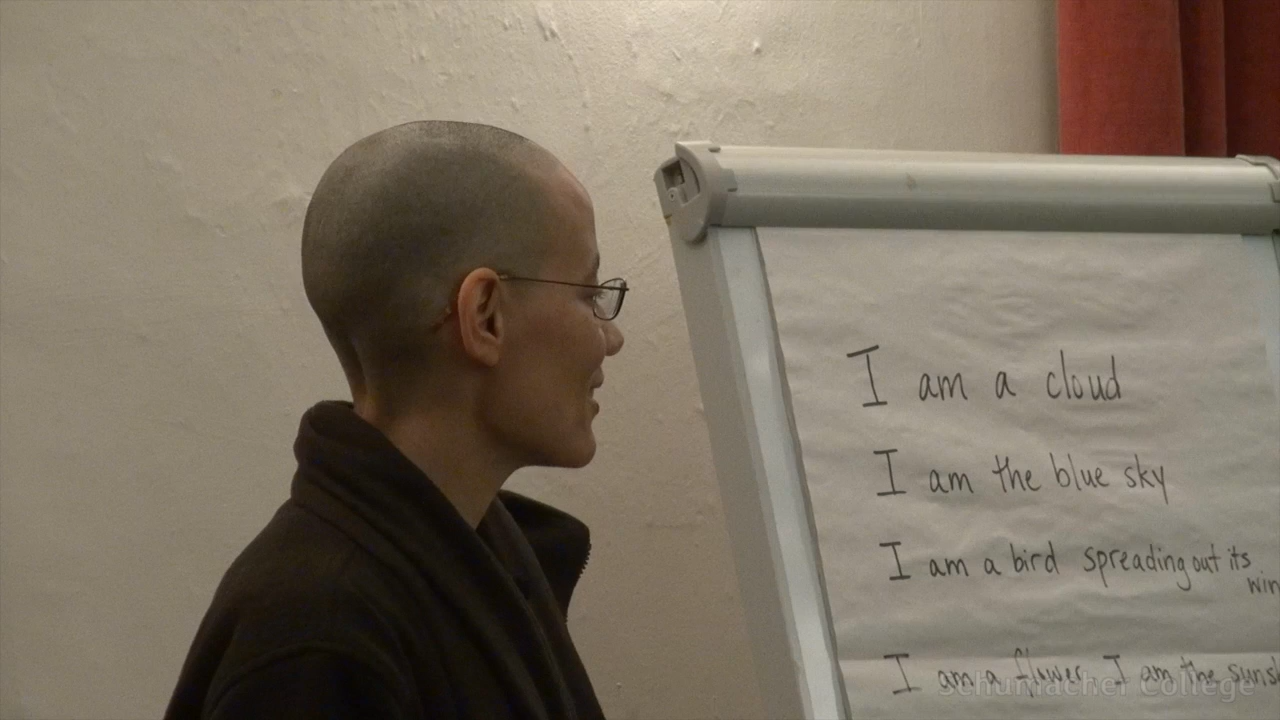 I am a cloud
I am the blue sky
I am a bird spreading out its
I am a flower. I am the
Schumacher College